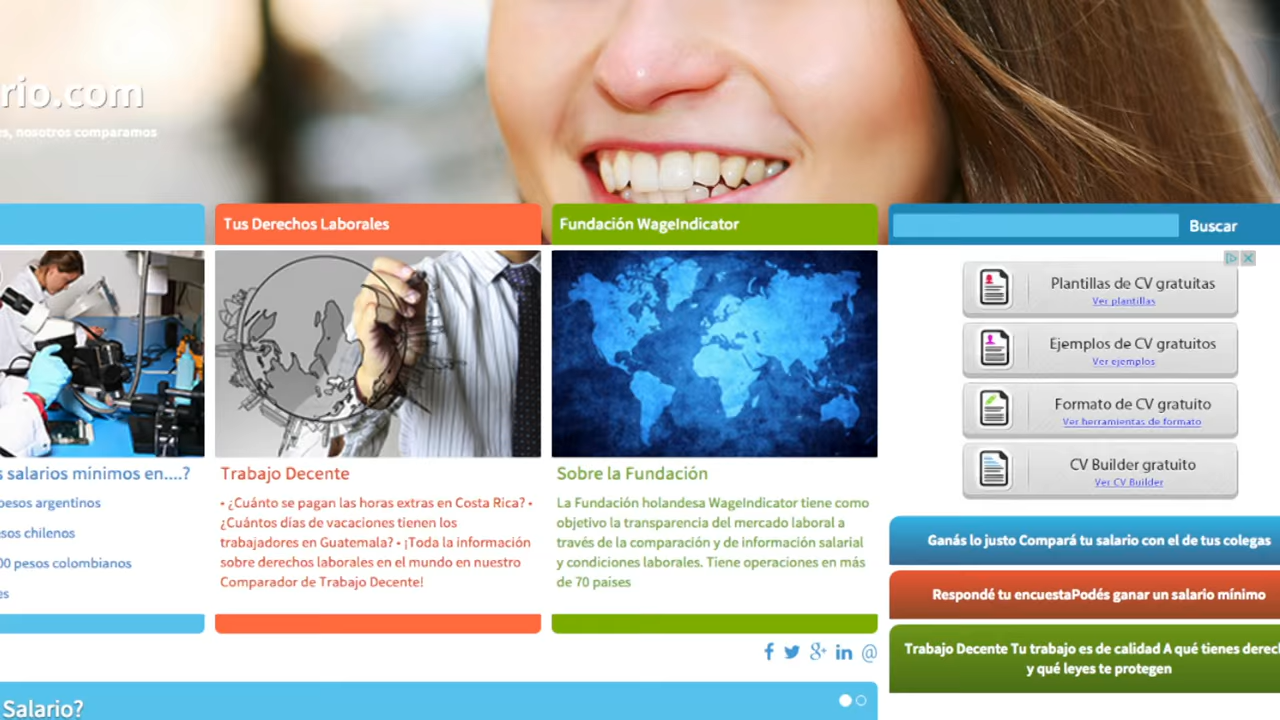 rio.com
es, nosotros comparamos
Tus Derechos Laborales
Fundación WageIndicator
Buscar
s salarios mínimos en....?
pesos argentinos
sos chilenos
00 pesos colombianos
es
Trabajo Decente
• ¿Cuánto se pagan las horas extras en Costa Rica? •
¿Cuántos días de vacaciones tienen los
trabajadores en Guatemala? • ¡Toda la información
sobre derechos laborales en el mundo en nuestro
Comparador de Trabajo Decente!
Sobre la Fundación
La Fundación holandesa WageIndicator tiene como
objetivo la transparencia del mercado laboral a
través de la comparación y de información salarial
y condiciones laborales. Tiene operaciones en más
de 70 países
Plantillas de CV gratuitas
Ver plantillas
Ejemplos de CV gratuitos
Ver ejemplos
Formato de CV gratuito
Ver herramientas de formato
CV Builder gratuito
Ver CV Builder
Ganás lo justo Compará tu salario con el de tus colegas
Respondé tu encuestaPodés ganar un salario mínimo
Trabajo Decente Tu trabajo es de calidad A qué tienes derech
y qué leyes te protegen
Salario?